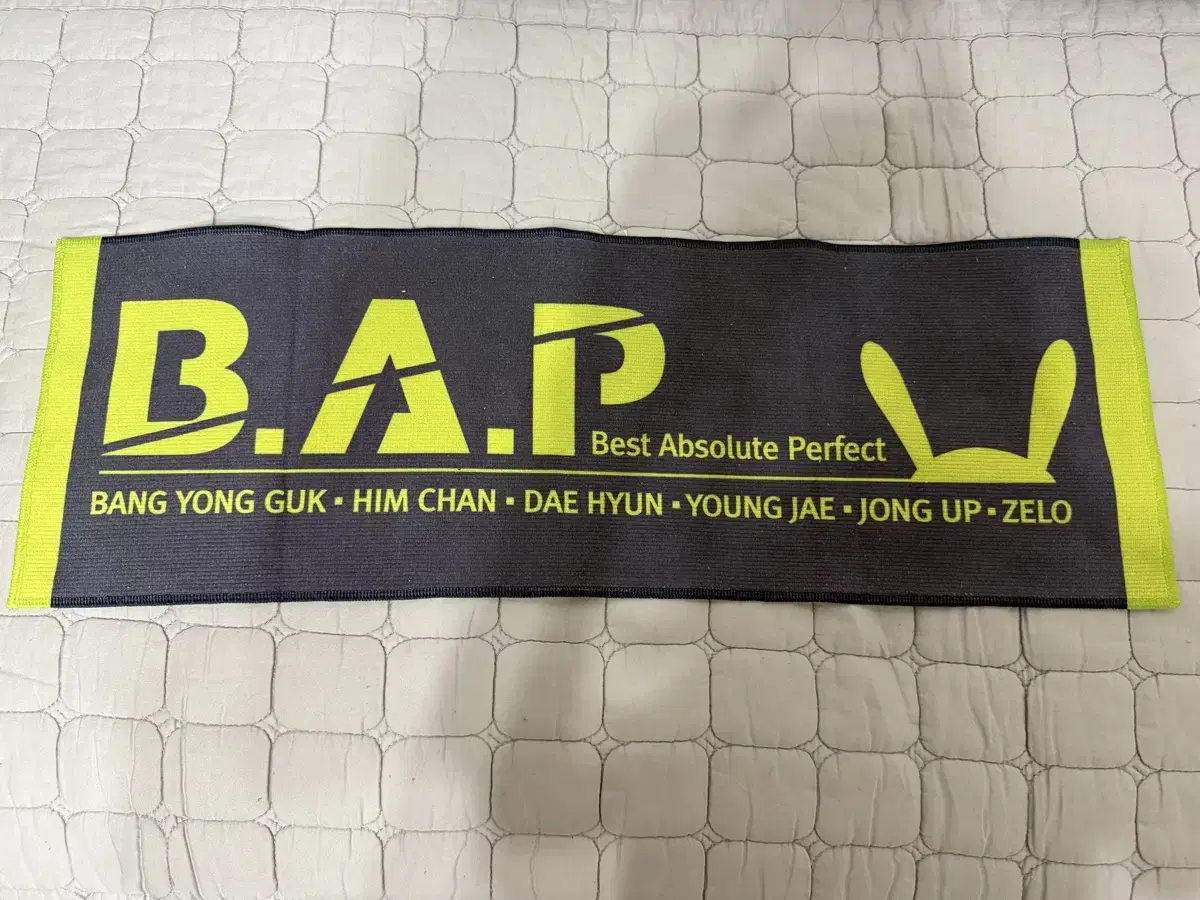 B.A.P
Best Absolute Perfect
BANG YONG GUK ▪ HIM CHAN ▪ DAE HYUN ▪ YOUNG JAE ▪ JONG UP ▪ ZELO